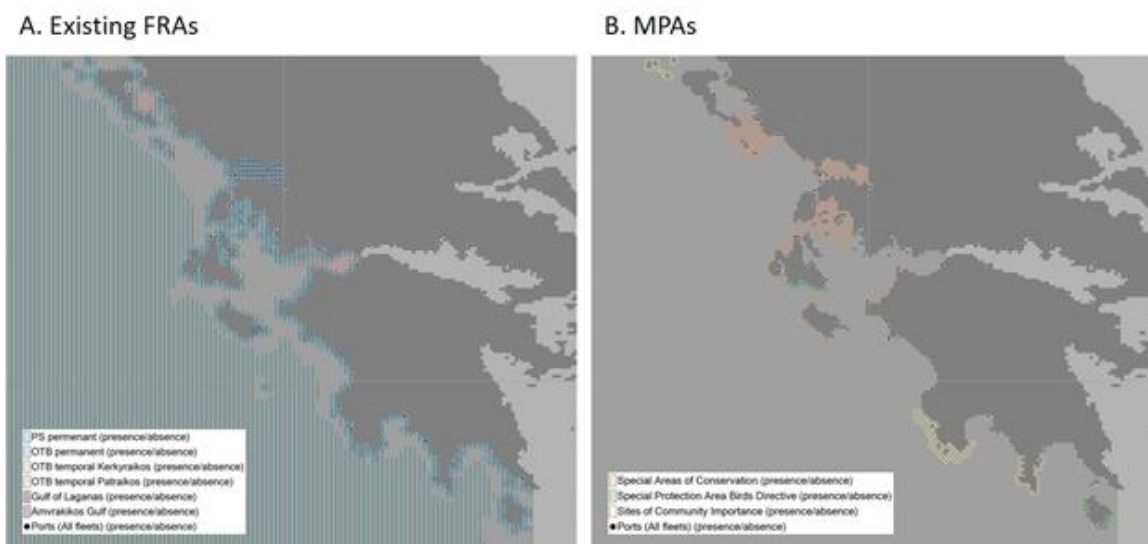 A. Existing FRAs
B. MPAs
PS permenant (presence/absence)
OTB permanent (presence/absence)
OTB temporal Kerkyraikos (presence/absence)
OTB temporal Patraikos (presence/absence)
Gulf of Laganas (presence/absence)
Amvrakikos Gulf (presence/absence)
Ports (All fleets) (presence/absence)
Special Areas of Conservation (presence/absence)
Special Protection Area Birds Directive (presence/absence)
Sites of Community Importance (presence/absence)
Ports (All fleets) (presence/absence)